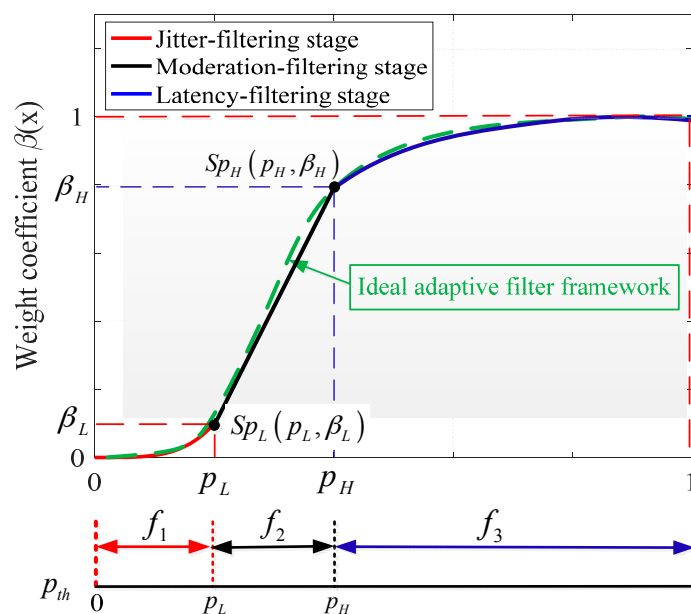 Jitter-filtering stage
Moderation-filtering stage
Latency-filtering stage
Weight coefficient β(x)
1
Sp_H (p_H, β_H)
β_H
Ideal adaptive filter framework
β_L
Sp_L (p_L, β_L)
0
0 p_L p_H 1
f_1 f_2 f_3
p_th
0 p_L p_H